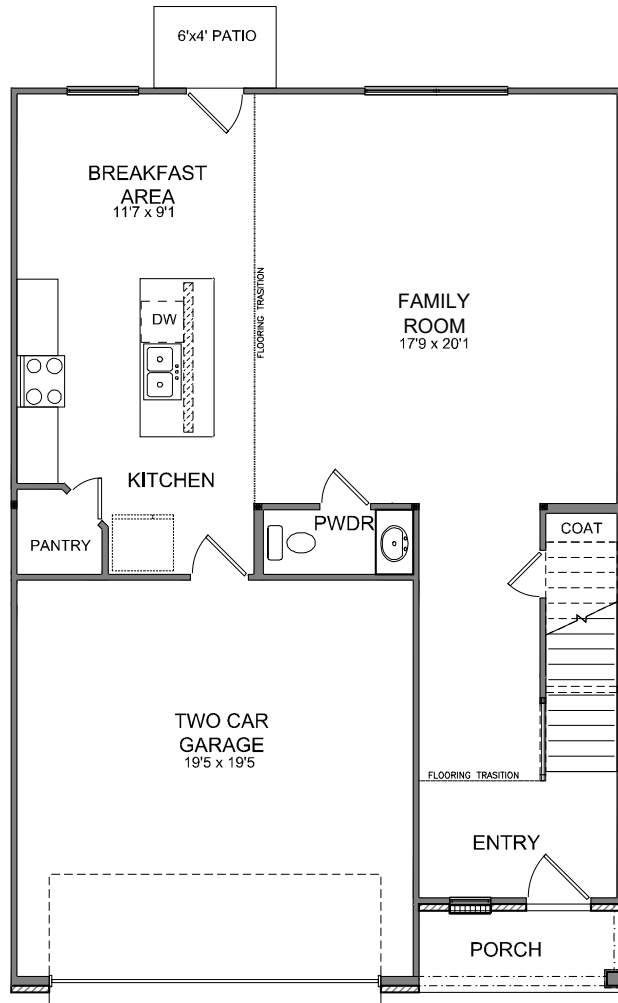 6'x4' PATIO
BREAKFAST
AREA
11'7 x 9'1
FLOORING TRASITION
DW
FAMILY
ROOM
17'9 x 20'1
KITCHEN
PWDR
COAT
PANTRY
TWO CAR
GARAGE
19'5 x 19'5
FLOORING TRASITION
ENTRY
PORCH